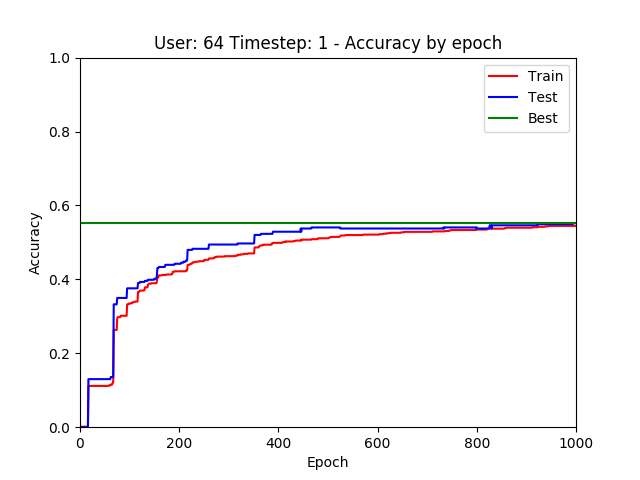 User: 64 Timestep: 1 - Accuracy by epoch
1.0
0.8
0.6
0.4
0.2
0.0
Accuracy
Train
Test
Best
0 200 400 600 800 1000
Epoch